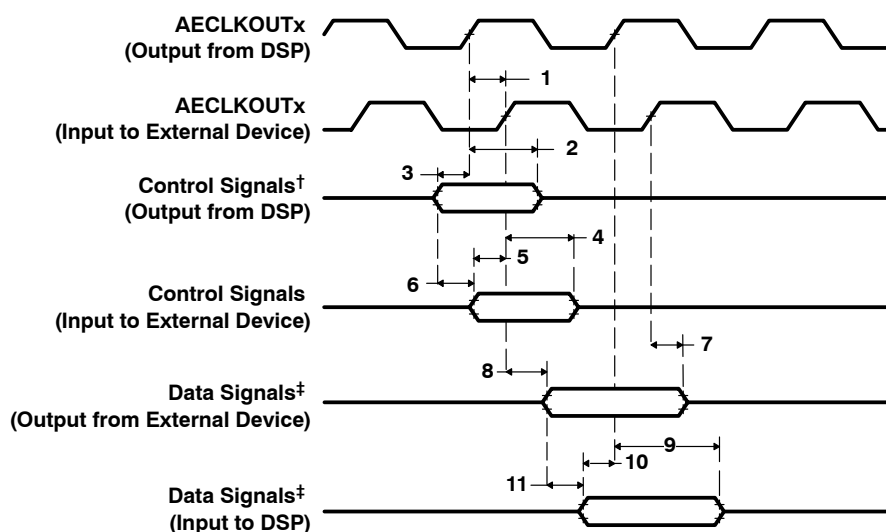 AECLKOUTx
(Output from DSP)
1
AECLKOUTx
(Input to External Device)
2
3
Control Signals†
(Output from DSP)
4
5
6
Control Signals
(Input to External Device)
7
8
Data Signals‡
(Output from External Device)
9
10
11
Data Signals‡
(Input to DSP)